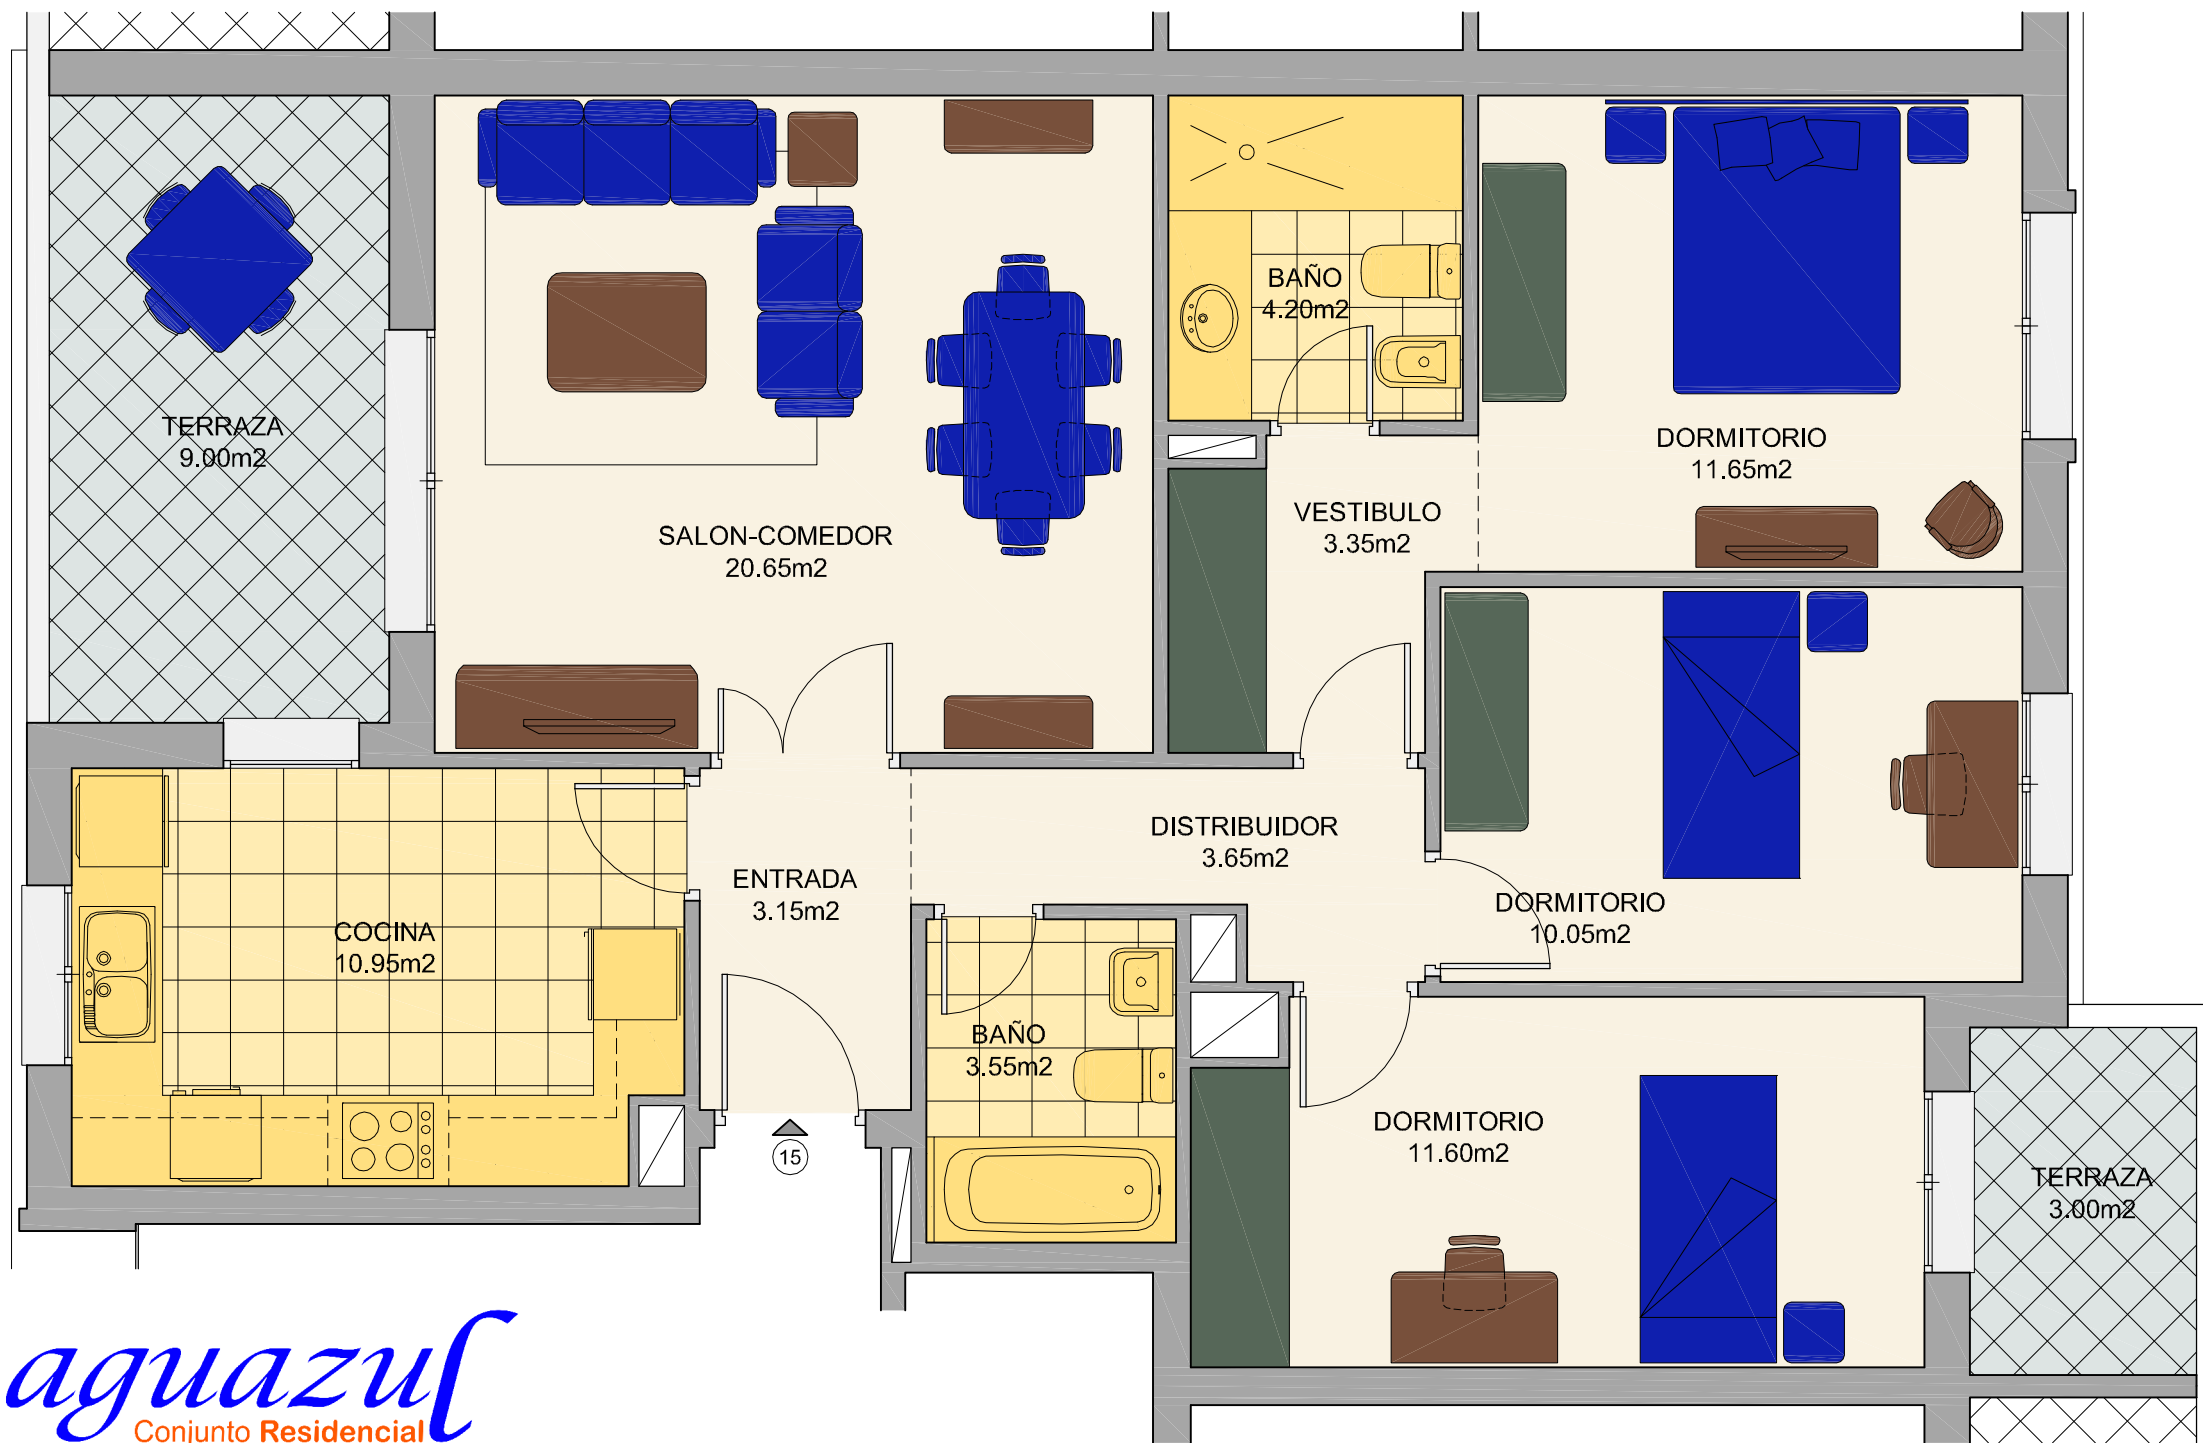 BAÑO
4.20m2
TERRAZA
9.00m2
DORMITORIO
11.65m2
SALON-COMEDOR
20.65m2
VESTIBULO
3.35m2
DISTRIBUIDOR
3.65m2
ENTRADA
3.15m2
DORMITORIO
10.05m2
COCINA
10.95m2
BAÑO
3.55m2
DORMITORIO
11.60m2
15
TERRAZA
3.00m2
aguazul
Conjunto Residencial